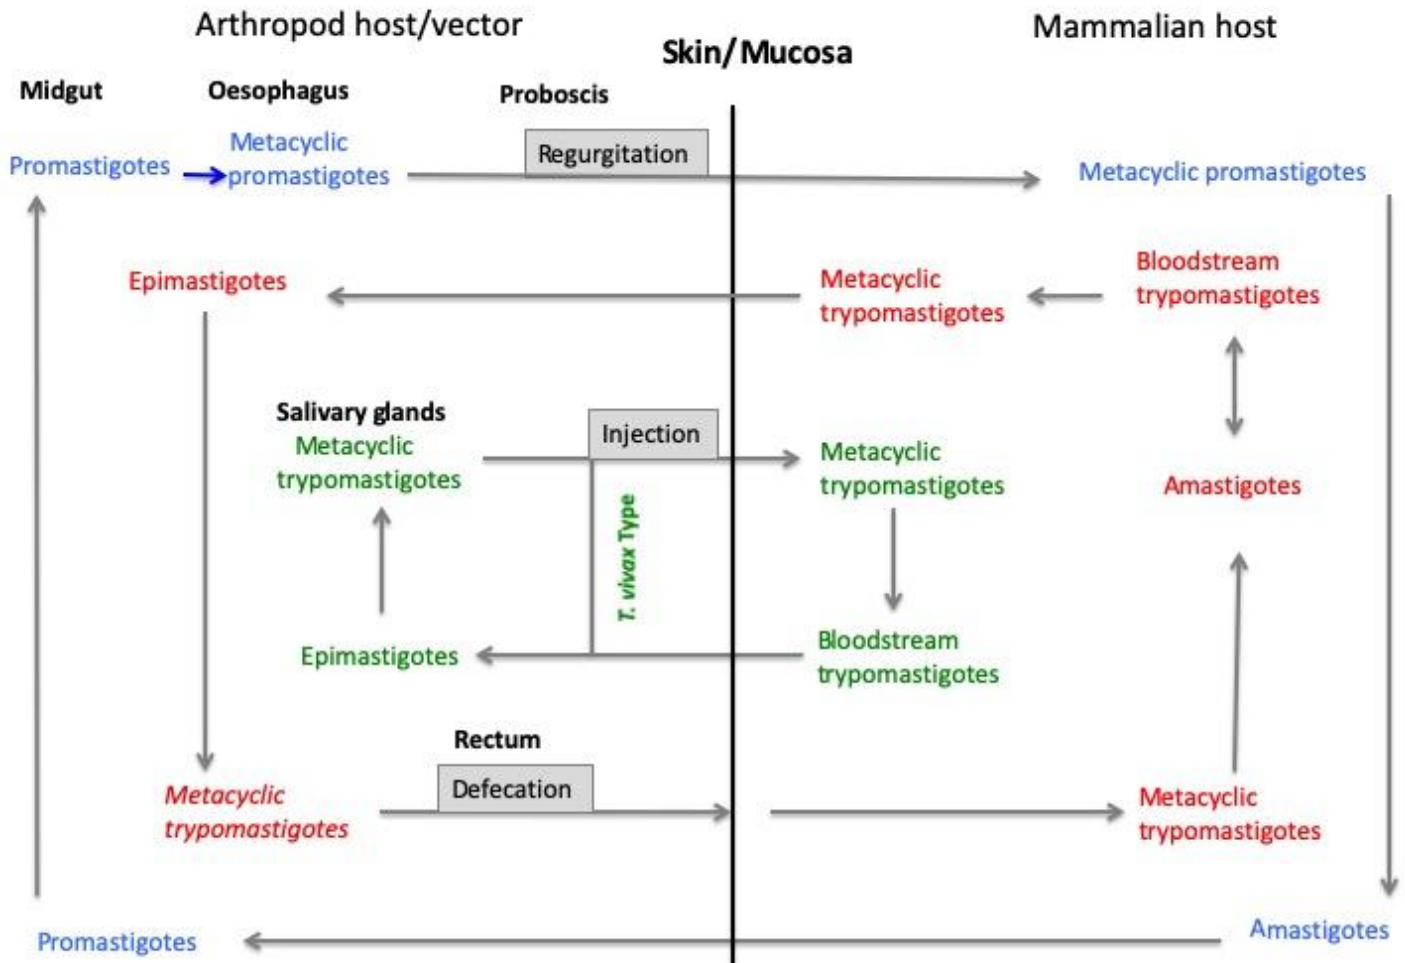 Arthropod host/vector
Skin/Mucosa
Mammalian host
Midgut
Oesophagus
Proboscis
Promastigotes
Metacyclic
promastigotes
Regurgitation
Metacyclic promastigotes
Epimastigotes
Metacyclic
trypomastigotes
Bloodstream
trypomastigotes
Salivary glands
Metacyclic
trypomastigotes
Injection
Metacyclic
trypomastigotes
Amastigotes
T. vivax Type
Epimastigotes
Bloodstream
trypomastigotes
Rectum
Metacyclic
trypomastigotes
Defecation
Metacyclic
trypomastigotes
Promastigotes
Amastigotes